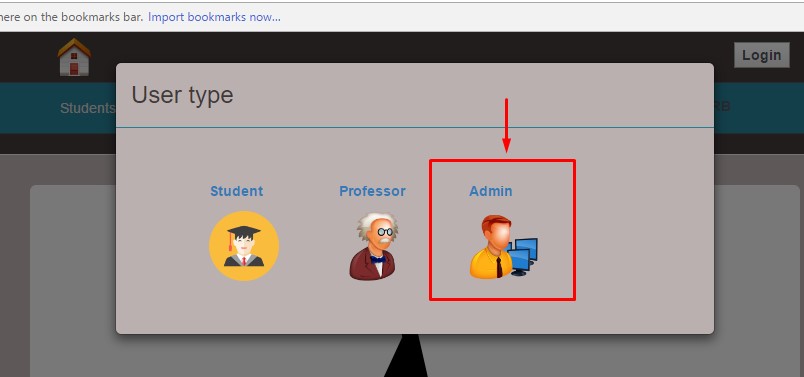 here on the bookmarks bar. Import bookmarks now...
Login
Students
RB
User type
Student
Professor
Admin